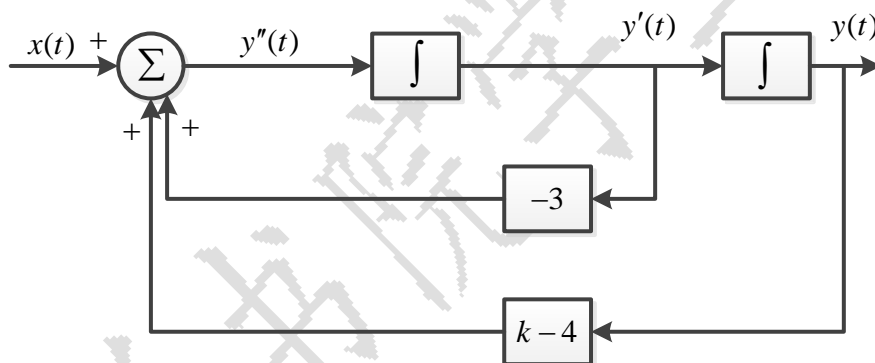 x(t) + ∑ y″(t) ∫ y′(t) ∫ y(t)
+ +
−3
k − 4